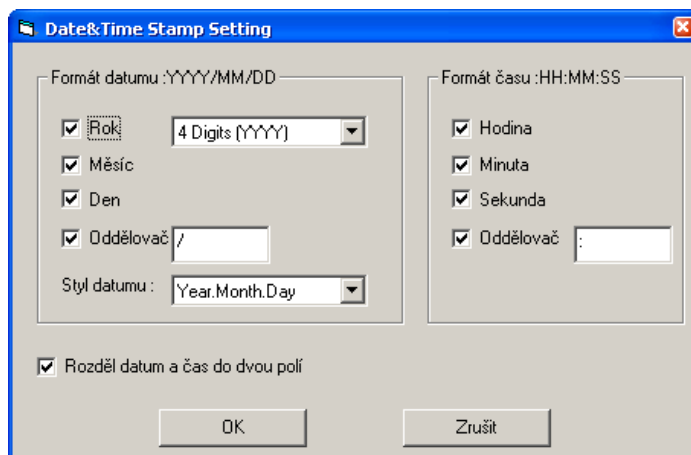 Date&Time Stamp Setting
Formát datumu :YYYY/MM/DD
Rok
4 Digits (YYYY)
Měsíc
Den
Oddělovač
/
Styl datumu :
Year.Month.Day
Formát času :HH:MM:SS
Hodina
Minuta
Sekunda
Oddělovač
:
Rozděl datum a čas do dvou polí
OK
Zrušit